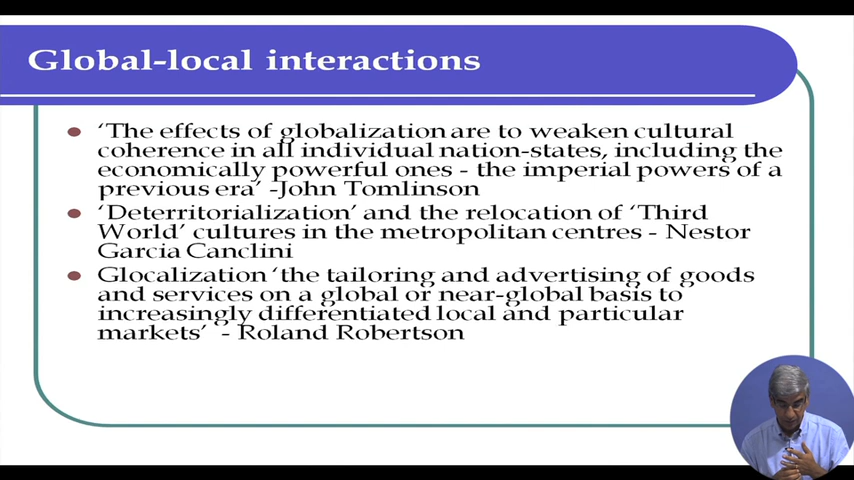 Global-local interactions
‘The effects of globalization are to weaken cultural
coherence in all individual nation-states, including the
economically powerful ones - the imperial powers of a
previous era’ -John Tomlinson
‘Deterritorialization’ and the relocation of ‘Third
World’ cultures in the metropolitan centres - Nestor
Garcia Canclini
Glocalization ‘the tailoring and advertising of goods
and services on a global or near-global basis to
increasingly differentiated local and particular
markets’ - Roland Robertson